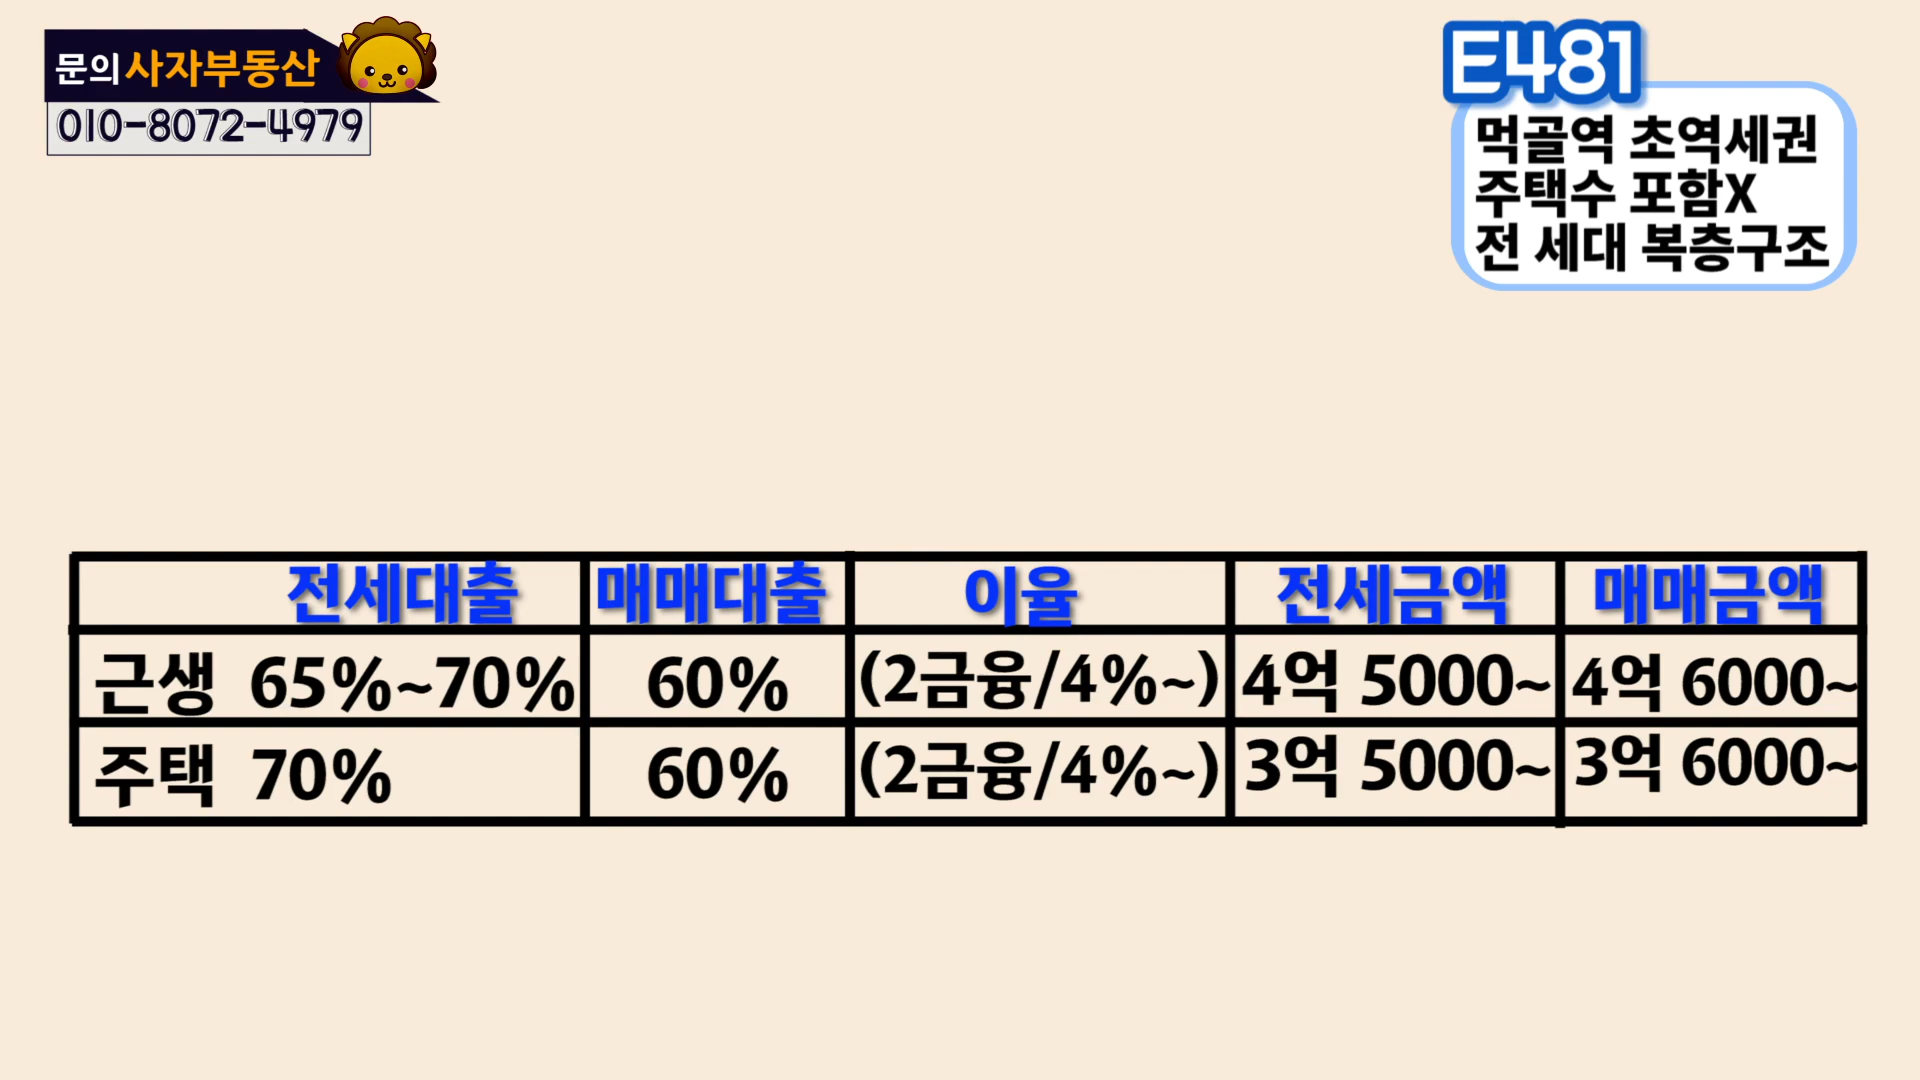 문의 사자부동산
010-8072-4979
E481
먹골역 초역세권
주택수 포함X
전 세대 복층구조
전세대출 매매대출 이율 전세금액 매매금액
근생 65%~70% 60% (2금융/4%~) 4억 5000~ 4억 6000~
주택 70% 60% (2금융/4%~) 3억 5000~ 3억 6000~